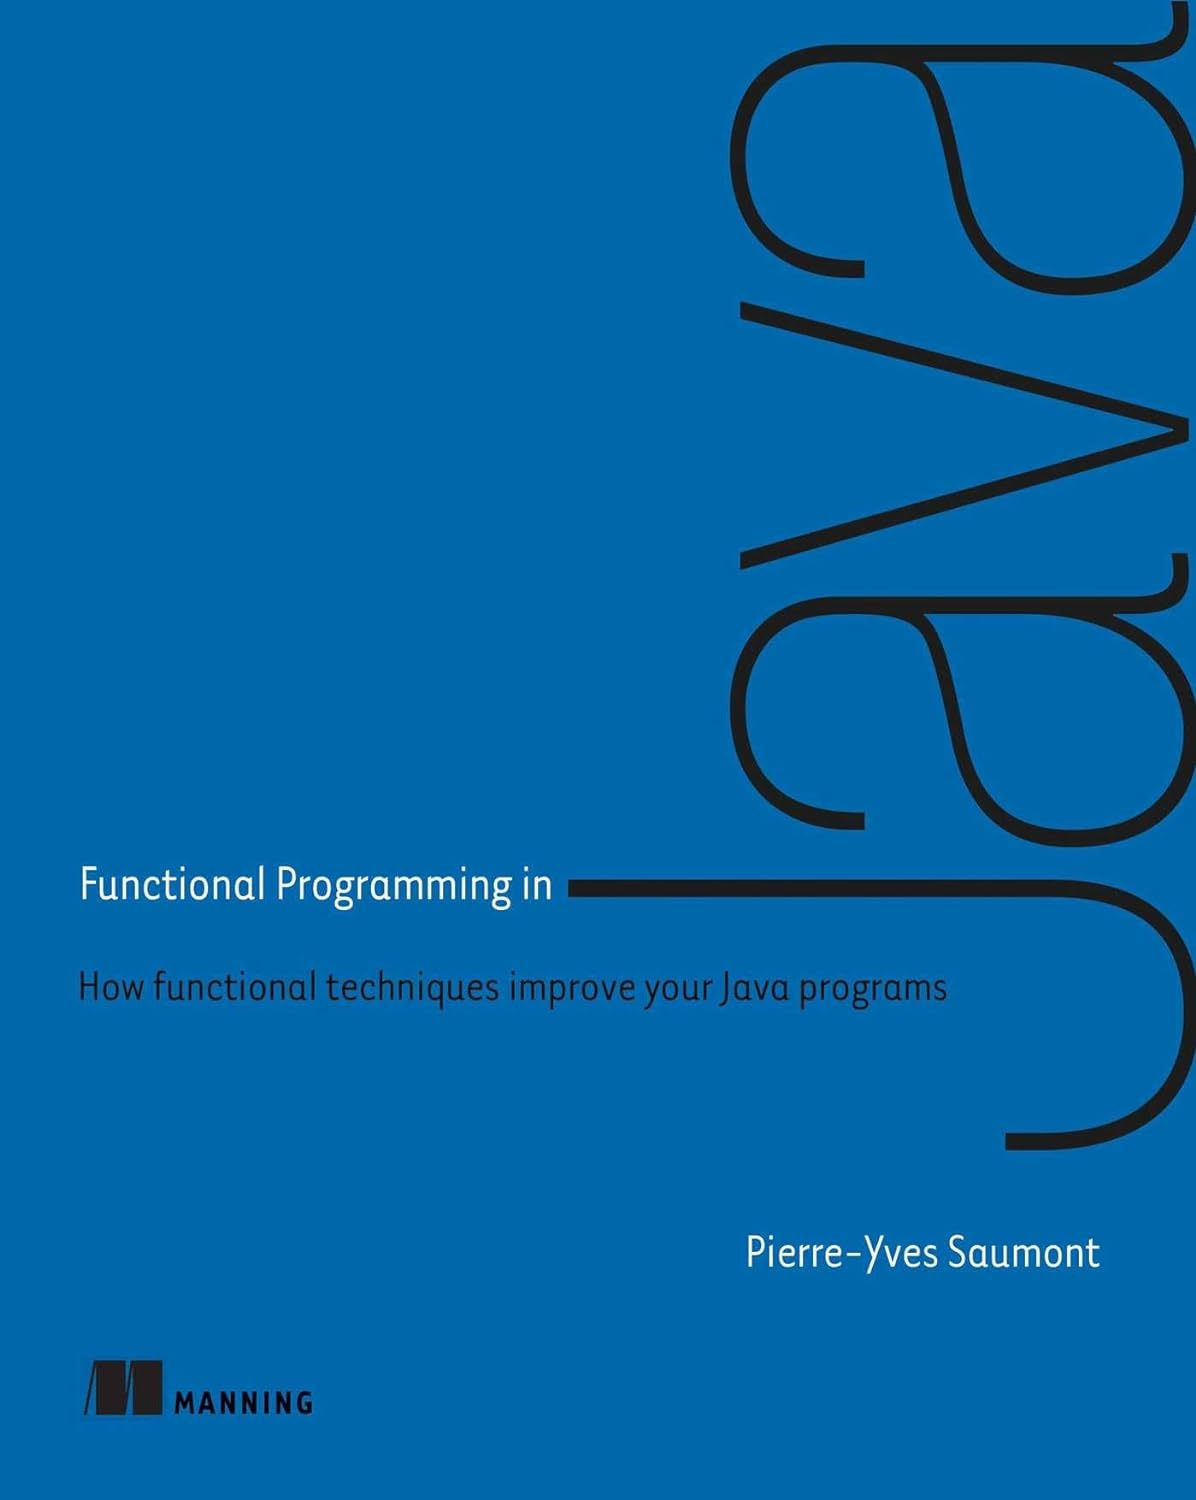 Functional Programming in Java
How functional techniques improve your Java programs
Pierre-Yves Saumont
MANNING